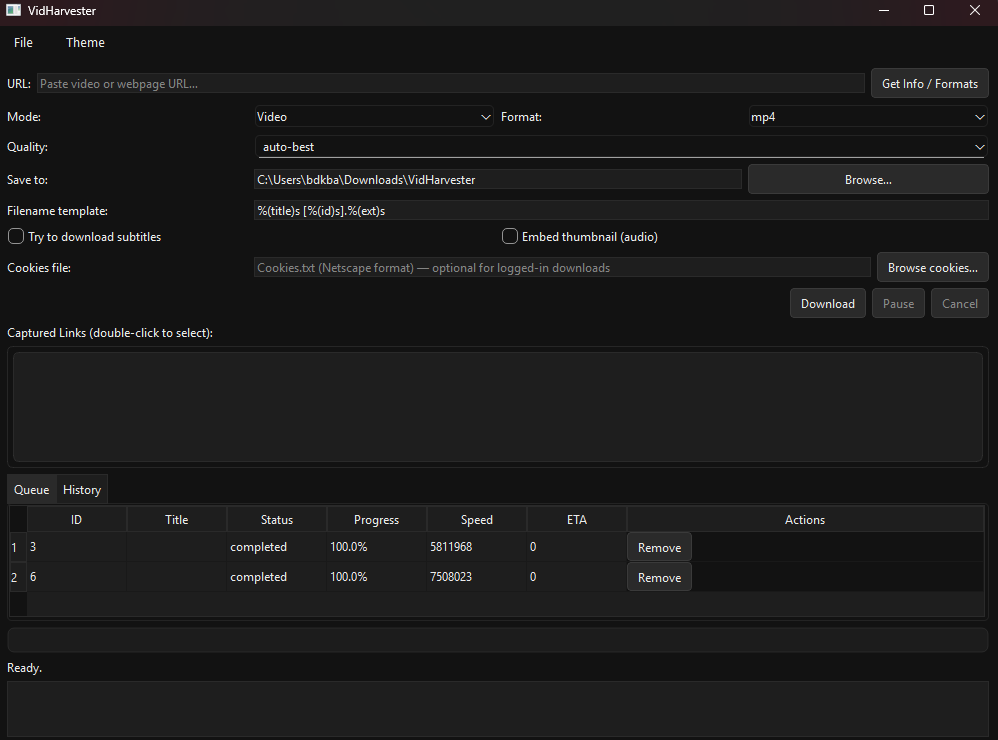 VidHarvester
File Theme
URL: Paste video or webpage URL... Get Info / Formats
Mode: Video Format: mp4
Quality: auto-best
Save to: C:\Users\bdkba\Downloads\VidHarvester Browse...
Filename template: %(title)s [%(id)s].%(ext)s
Try to download subtitles Embed thumbnail (audio)
Cookies file: Cookies.txt (Netscape format) — optional for logged-in downloads Browse cookies...
Download Pause Cancel
Captured Links (double-click to select):
Queue History
ID Title Status Progress Speed ETA Actions
1 3 completed 100.0% 5811968 0 Remove
2 6 completed 100.0% 7508023 0 Remove
Ready.